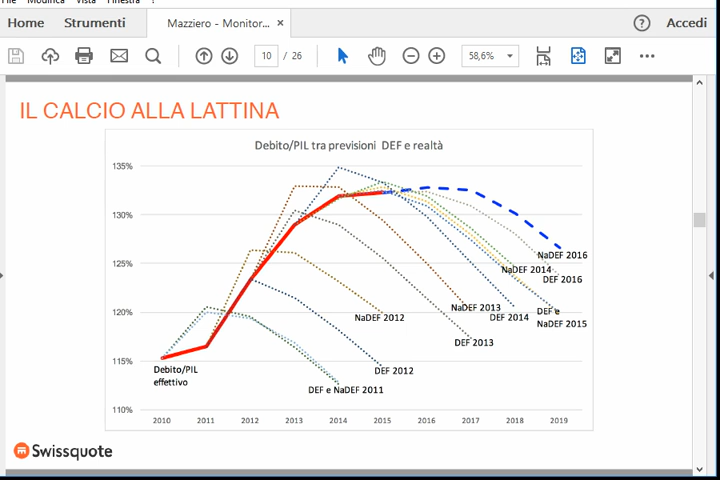 File Modifica Vista Finestra ?
Home Strumenti Mazziero - Monitor... × ? Accedi
10 / 26 58,6%
IL CALCIO ALLA LATTINA
Debito/PIL tra previsioni DEF e realtà
135%
130%
125%
120%
115%
110%
NaDEF 2016
NaDEF 2014
DEF 2016
NaDEF 2013
DEF e
NaDEF 2015
NaDEF 2012
DEF 2014
DEF 2013
Debito/PIL
effettivo
DEF 2012
DEF e NaDEF 2011
2010 2011 2012 2013 2014 2015 2016 2017 2018 2019
Swissquote